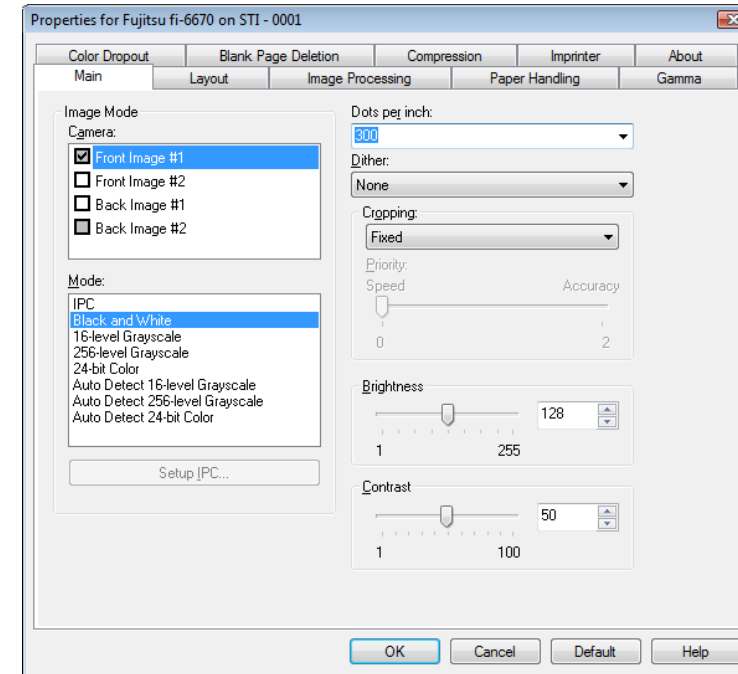 Properties for Fujitsu fi-6670 on STI - 0001
Color Dropout Blank Page Deletion Compression Imprinter About
Main Layout Image Processing Paper Handling Gamma
Image Mode
Camera:
Front Image #1
Front Image #2
Back Image #1
Back Image #2
Mode:
IPC
Black and White
16-level Grayscale
256-level Grayscale
24-bit Color
Auto Detect 16-level Grayscale
Auto Detect 256-level Grayscale
Auto Detect 24-bit Color
Setup IPC...
Dots per inch:
300
Dither:
None
Cropping:
Fixed
Priority:
Speed Accuracy
0 2
Brightness
128
1 255
Contrast
50
1 100
OK Cancel Default Help